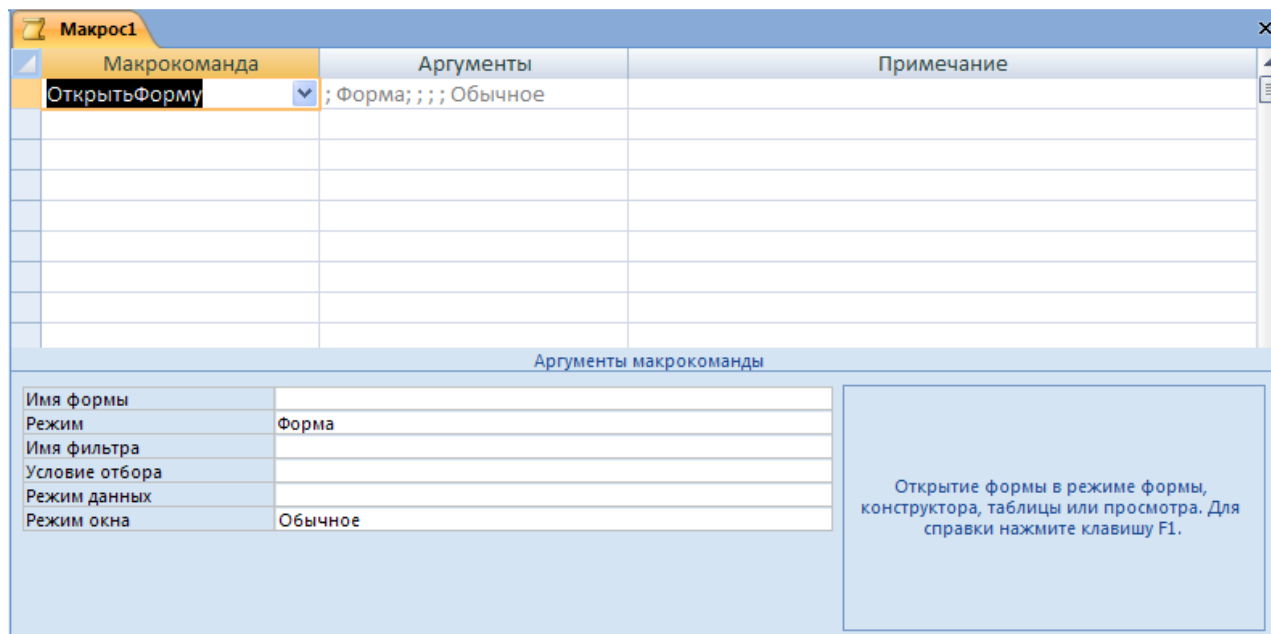 Макрос1
Макрокоманда Аргументы Примечание
ОткрытьФорму ; Форма; ; ; ; Обычное
Аргументы макрокоманды
Имя формы
Режим Форма
Имя фильтра
Условие отбора
Режим данных
Режим окна Обычное
Открытие формы в режиме формы,
конструктора, таблицы или просмотра. Для
справки нажмите клавишу F1.